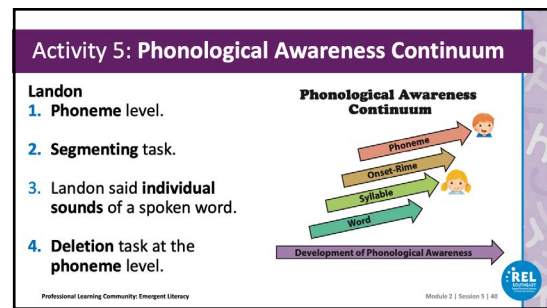 Activity 5: Phonological Awareness Continuum
Landon
1. Phoneme level.
2. Segmenting task.
3. Landon said individual
sounds of a spoken word.
4. Deletion task at the
phoneme level.
Phonological Awareness
Continuum
Phoneme
Onset-Rime
Syllable
Word
Development of Phonological Awareness
Professional Learning Community: Emergent Literacy
Module 2 | Session 5 | 40
REL
SOUTHEAST